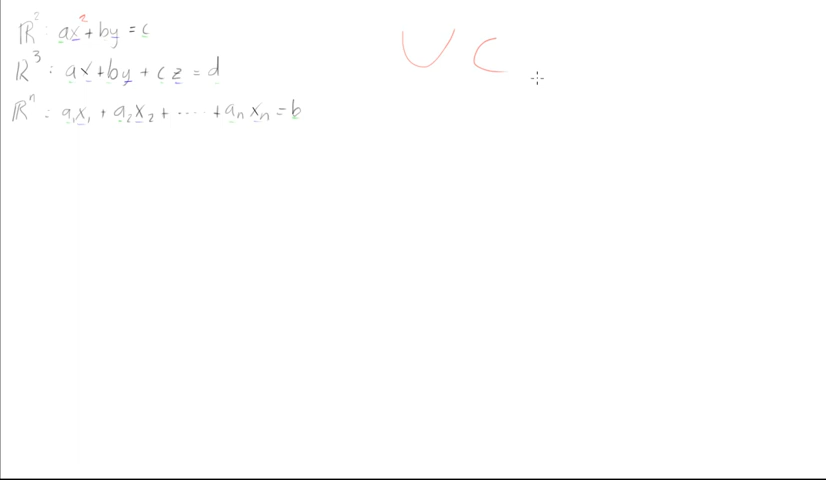 ℝ² : ax² + by = c
ℝ³ : ax + by + cz = d
ℝⁿ : a₁x₁ + a₂x₂ + ····· + aₙxₙ = b